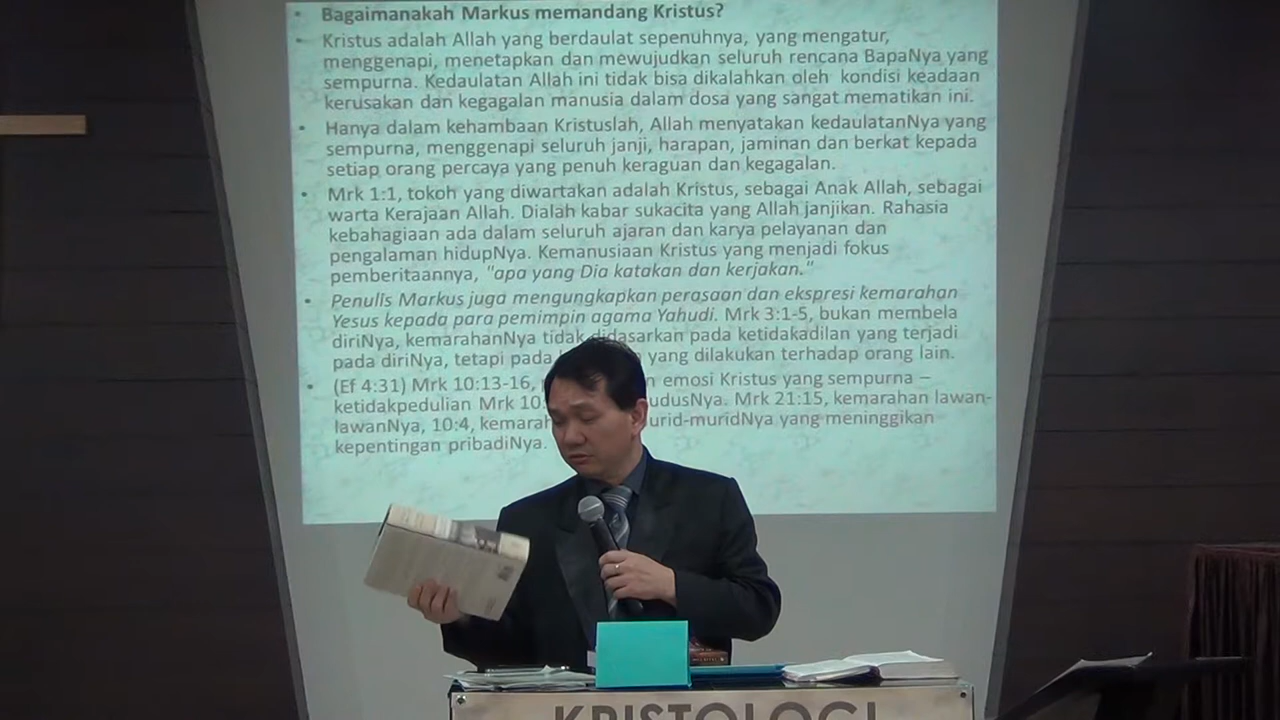 • Bagaimanakah Markus memandang Kristus?
• Kristus adalah Allah yang berdaulat sepenuhnya, yang mengatur,
menggenapi, menetapkan dan mewujudkan seluruh rencana BapaNya yang
sempurna. Kedaulatan Allah ini tidak bisa dikalahkan oleh kondisi keadaan
kerusakan dan kegagalan manusia dalam dosa yang sangat mematikan ini.
• Hanya dalam kehambaan Kristuslah, Allah menyatakan kedaulatanNya yang
sempurna, menggenapi seluruh janji, harapan, jaminan dan berkat kepada
setiap orang percaya yang penuh keraguan dan kegagalan.
• Mrk 1:1, tokoh yang diwartakan adalah Kristus, sebagai Anak Allah, sebagai
warta Kerajaan Allah. Dialah kabar sukacita yang Allah janjikan. Rahasia
kebahagiaan ada dalam seluruh ajaran dan karya pelayanan dan
pengalaman hidupNya. Kemanusiaan Kristus yang menjadi fokus
pemberitaannya, "apa yang Dia katakan dan kerjakan."
• Penulis Markus juga mengungkapkan perasaan dan ekspresi kemarahan
Yesus kepada para pemimpin agama Yahudi. Mrk 3:1-5, bukan membela
diriNya, kemarahanNya tidak didasarkan pada ketidakadilan yang terjadi
pada diriNya, tetapi pada yang dilakukan terhadap orang lain.
• (Ef 4:31) Mrk 10:13-16, emosi Kristus yang sempurna –
ketidakpedulian Mrk 10 udusNya. Mrk 21:15, kemarahan lawan-
lawanNya, 10:4, kemarah urid-muridNya yang meninggikan
kepentingan pribadiNya.
KRISTOLOGI